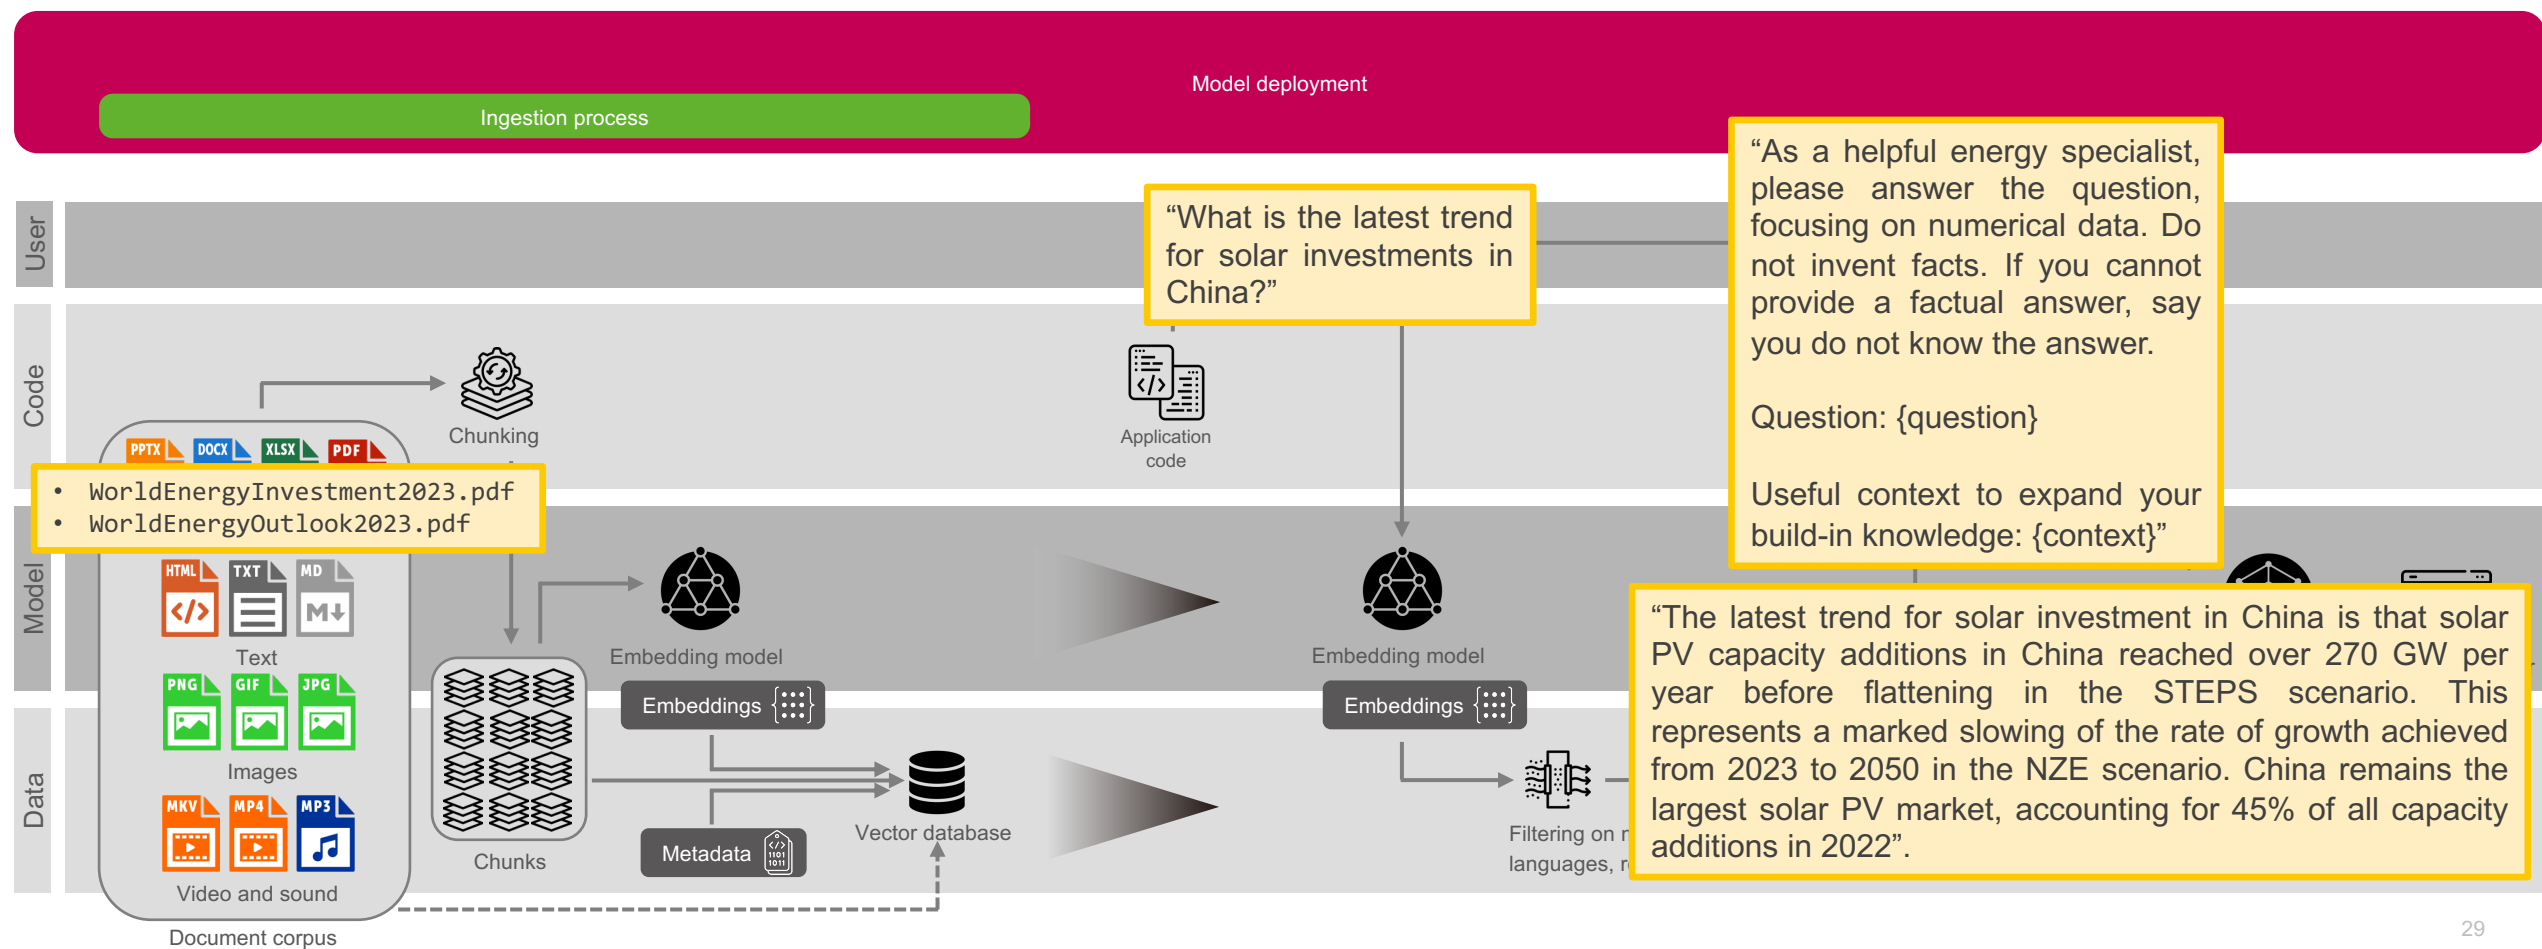 Model deployment
Ingestion process
User
Code
Model
Data
“What is the latest trend
for solar investments in
China?”
“As a helpful energy specialist,
please answer the question,
focusing on numerical data. Do
not invent facts. If you cannot
provide a factual answer, say
you do not know the answer.
Question: {question}
Useful context to expand your
build-in knowledge: {context}”
Chunking
Application
code
PPTX DOCX XLSX PDF
• WorldEnergyInvestment2023.pdf
• WorldEnergyOutlook2023.pdf
HTML TXT MD
</>
M
Text
PNG GIF JPG
Images
MKV MP4 MP3
Video and sound
Document corpus
Chunks
Embedding model
Embeddings
Metadata
</>
1101
1011
Vector database
Embedding model
Embeddings
Filtering on
languages,
“The latest trend for solar investment in China is that solar
PV capacity additions in China reached over 270 GW per
year before flattening in the STEPS scenario. This
represents a marked slowing of the rate of growth achieved
from 2023 to 2050 in the NZE scenario. China remains the
largest solar PV market, accounting for 45% of all capacity
additions in 2022”.
29